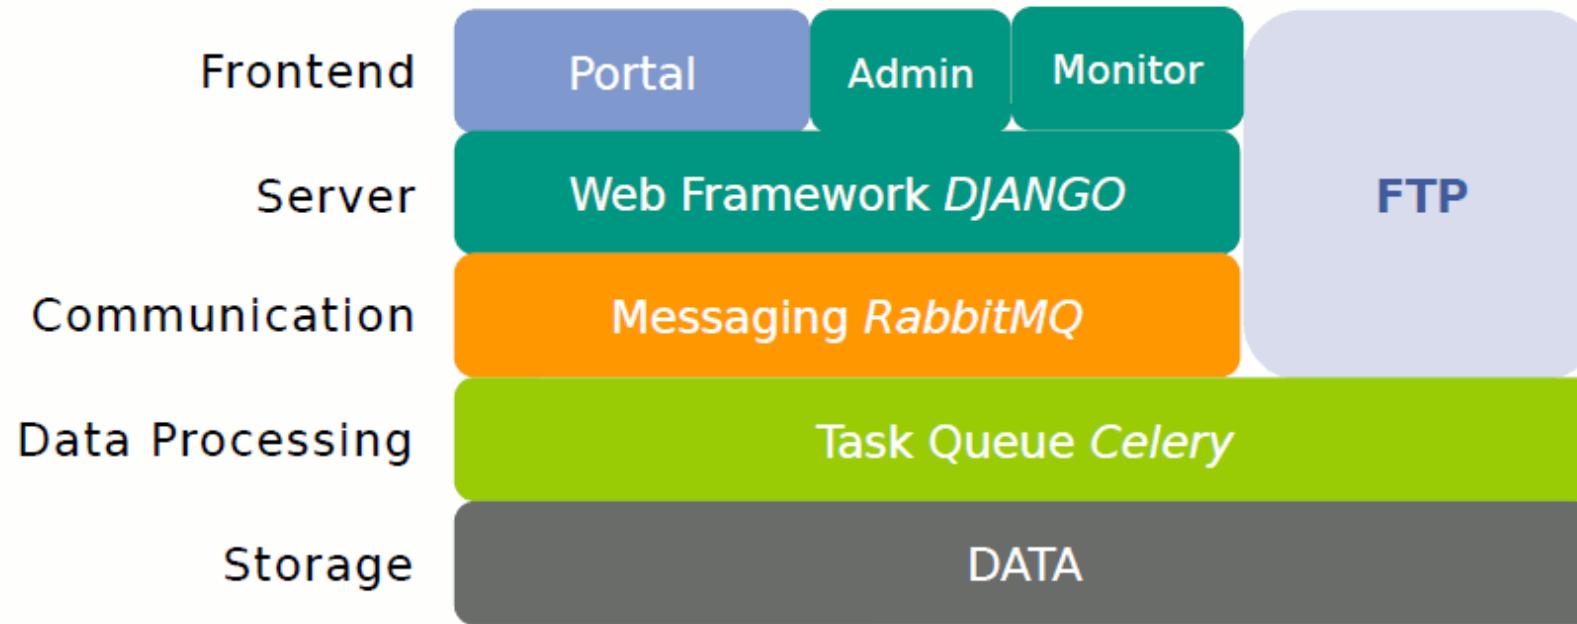 Frontend Portal Admin Monitor
Server Web Framework DJANGO FTP
Communication Messaging RabbitMQ
Data Processing Task Queue Celery
Storage DATA